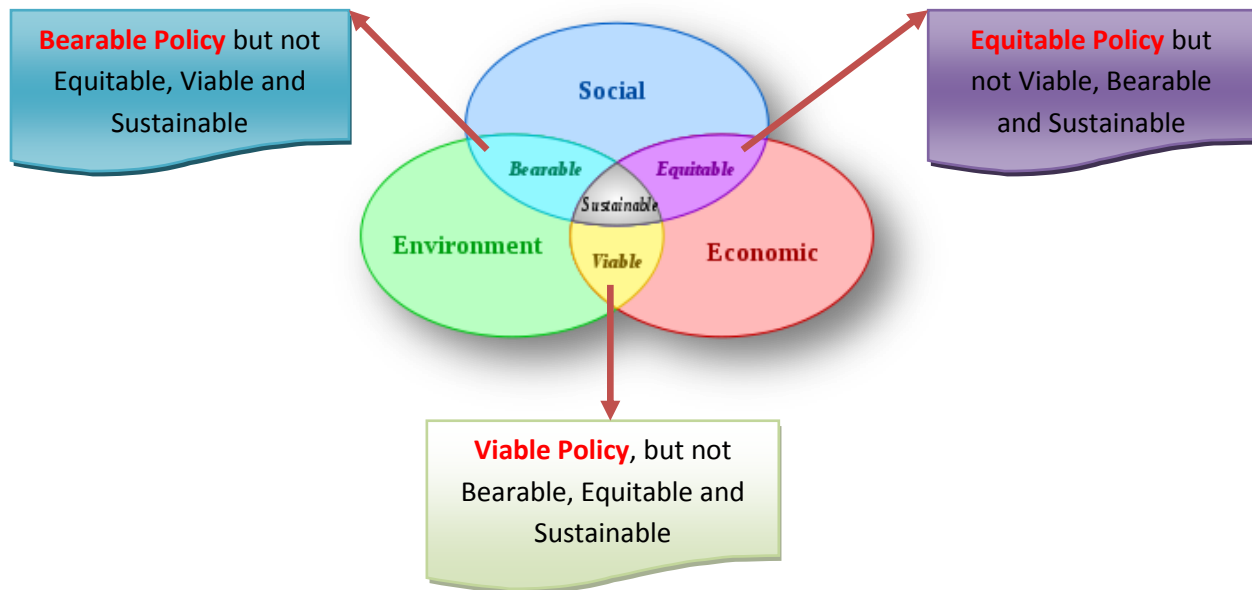 Bearable Policy but not
Equitable, Viable and
Sustainable
Equitable Policy but
not Viable, Bearable
and Sustainable
Social
Bearable
Equitable
Sustainable
Environment
Viable
Economic
Viable Policy, but not
Bearable, Equitable and
Sustainable